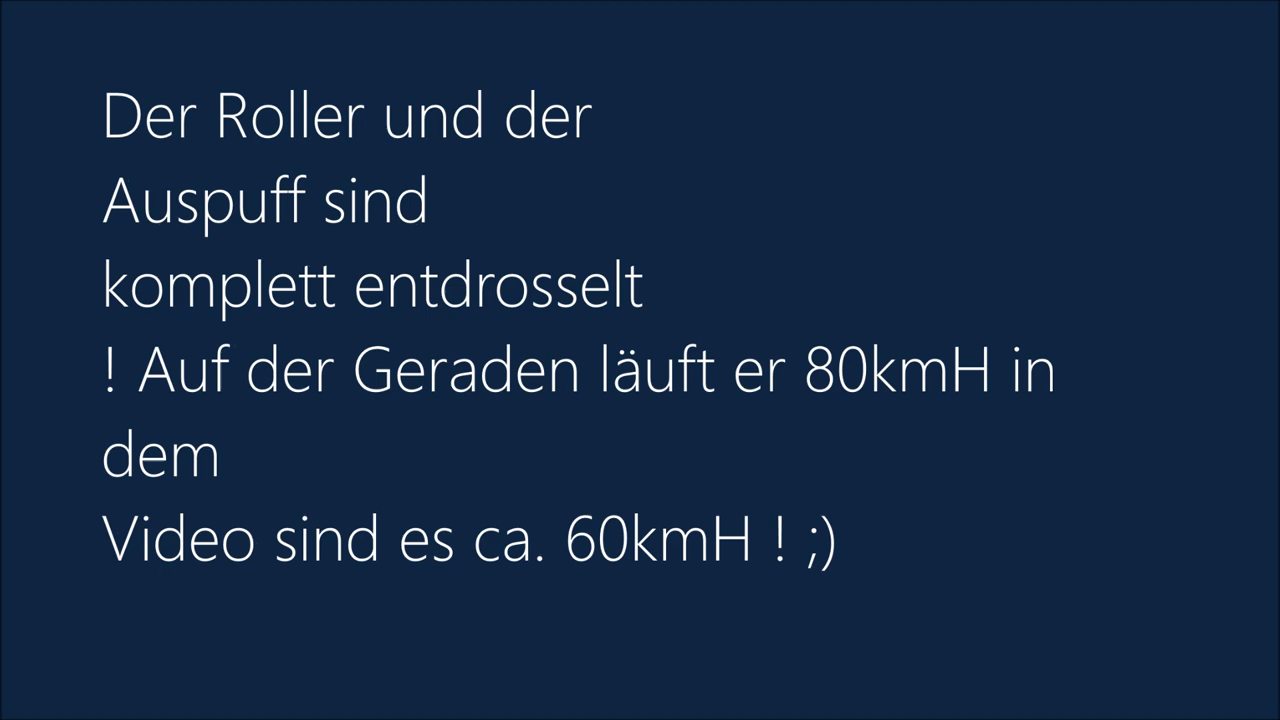 Der Roller und der
Auspuff sind
komplett entdrosselt
! Auf der Geraden läuft er 80kmH in
dem
Video sind es ca. 60kmH ! ;)